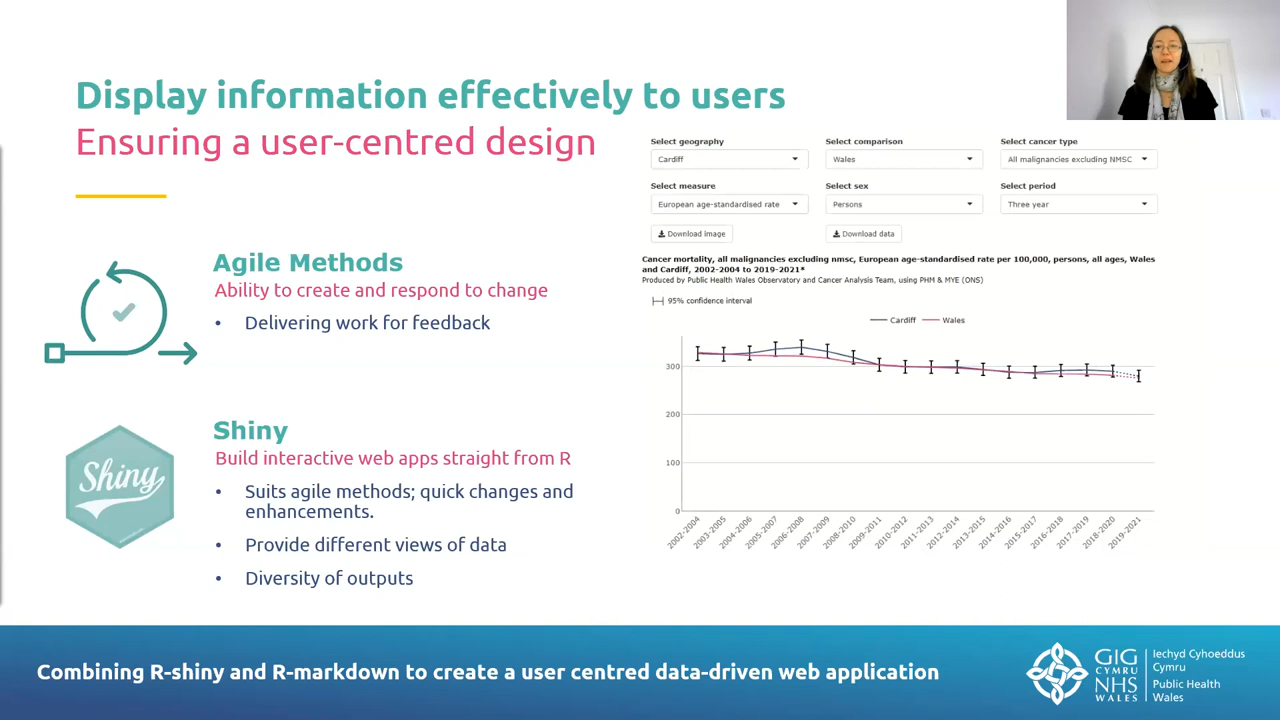 Display information effectively to users
Ensuring a user-centred design
Agile Methods
Ability to create and respond to change
• Delivering work for feedback
Shiny
Shiny
Build interactive web apps straight from R
• Suits agile methods; quick changes and
enhancements.
• Provide different views of data
• Diversity of outputs
Select geography
Select comparison
Select cancer type
Cardiff
Wales
All malignancies excluding NMSC
Select measure
Select sex
Select period
European age-standardised rate
Persons
Three year
Download image
Download data
Cancer mortality, all malignancies excluding nmsc, European age-standardised rate per 100,000, persons, all ages, Wales
and Cardiff, 2002-2004 to 2019-2021*
Produced by Public Health Wales Observatory and Cancer Analysis Team, using PHM & MYE (ONS)
95% confidence interval
Cardiff
Wales
300
200
100
0
2002-2004
2003-2005
2004-2006
2005-2007
2006-2008
2007-2009
2008-2010
2009-2011
2010-2012
2011-2013
2012-2014
2013-2015
2014-2016
2015-2017
2016-2018
2017-2019
2018-2020
2019-2021
Combining R-shiny and R-markdown to create a user centred data-driven web application
GIG
CYMRU
NHS
WALES
Iechyd Cyhoeddus
Cymru
Public Health
Wales